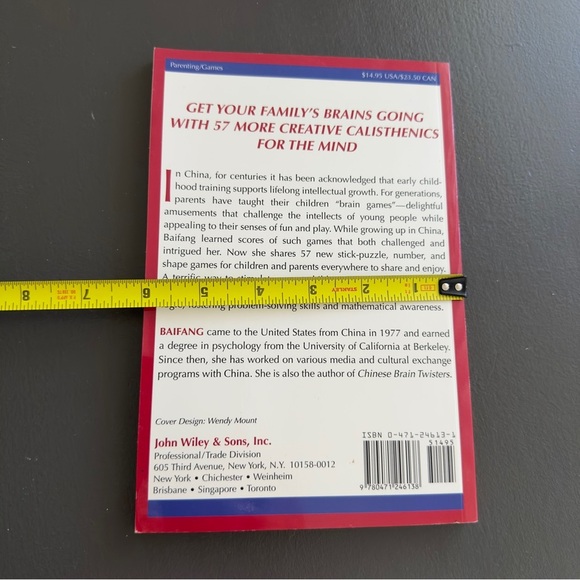 Parenting/Games
$14.95 USA/$33.50 CAN
GET YOUR FAMILY'S BRAINS GOING
WITH 57 MORE CREATIVE CALISTHENICS
FOR THE MIND
In China, for centuries it has been acknowledged that early child-
hood training supports lifelong intellectual growth. For generations,
parents have taught their children "brain games"—delightful
amusements that challenge the intellects of young people while
appealing to their senses of fun and play. While growing up in China,
Baifang learned scores of such games that both challenged and
intrigued her. Now she shares 57 new stick-puzzle, number, and
shape games for children and parents everywhere to share and enjoy.
A terrific way to
8 7 6 5 4 3 2 1
STANLEY
problem-solving skills and mathematical awareness.
BAIFANG came to the United States from China in 1977 and earned
a degree in psychology from the University of California at Berkeley.
Since then, she has worked on various media and cultural exchange
programs with China. She is also the author of Chinese Brain Twisters.
Cover Design: Wendy Mount
John Wiley & Sons, Inc.
Professional/Trade Division
605 Third Avenue, New York, N.Y. 10158-0012
New York • Chichester • Weinheim
Brisbane • Singapore • Toronto
ISBN 0-471-24613-1
51495
9 780471 246138